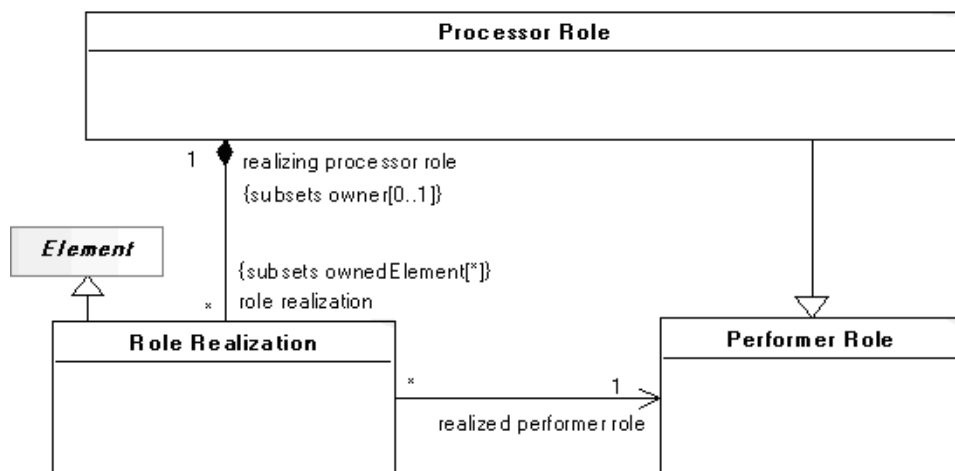 Processor Role
1
realizing processor role
{subsets owner[0..1]}
Element
{subsets ownedElement[*]}
* role realization
Role Realization
Performer Role
*
1
realized performer role